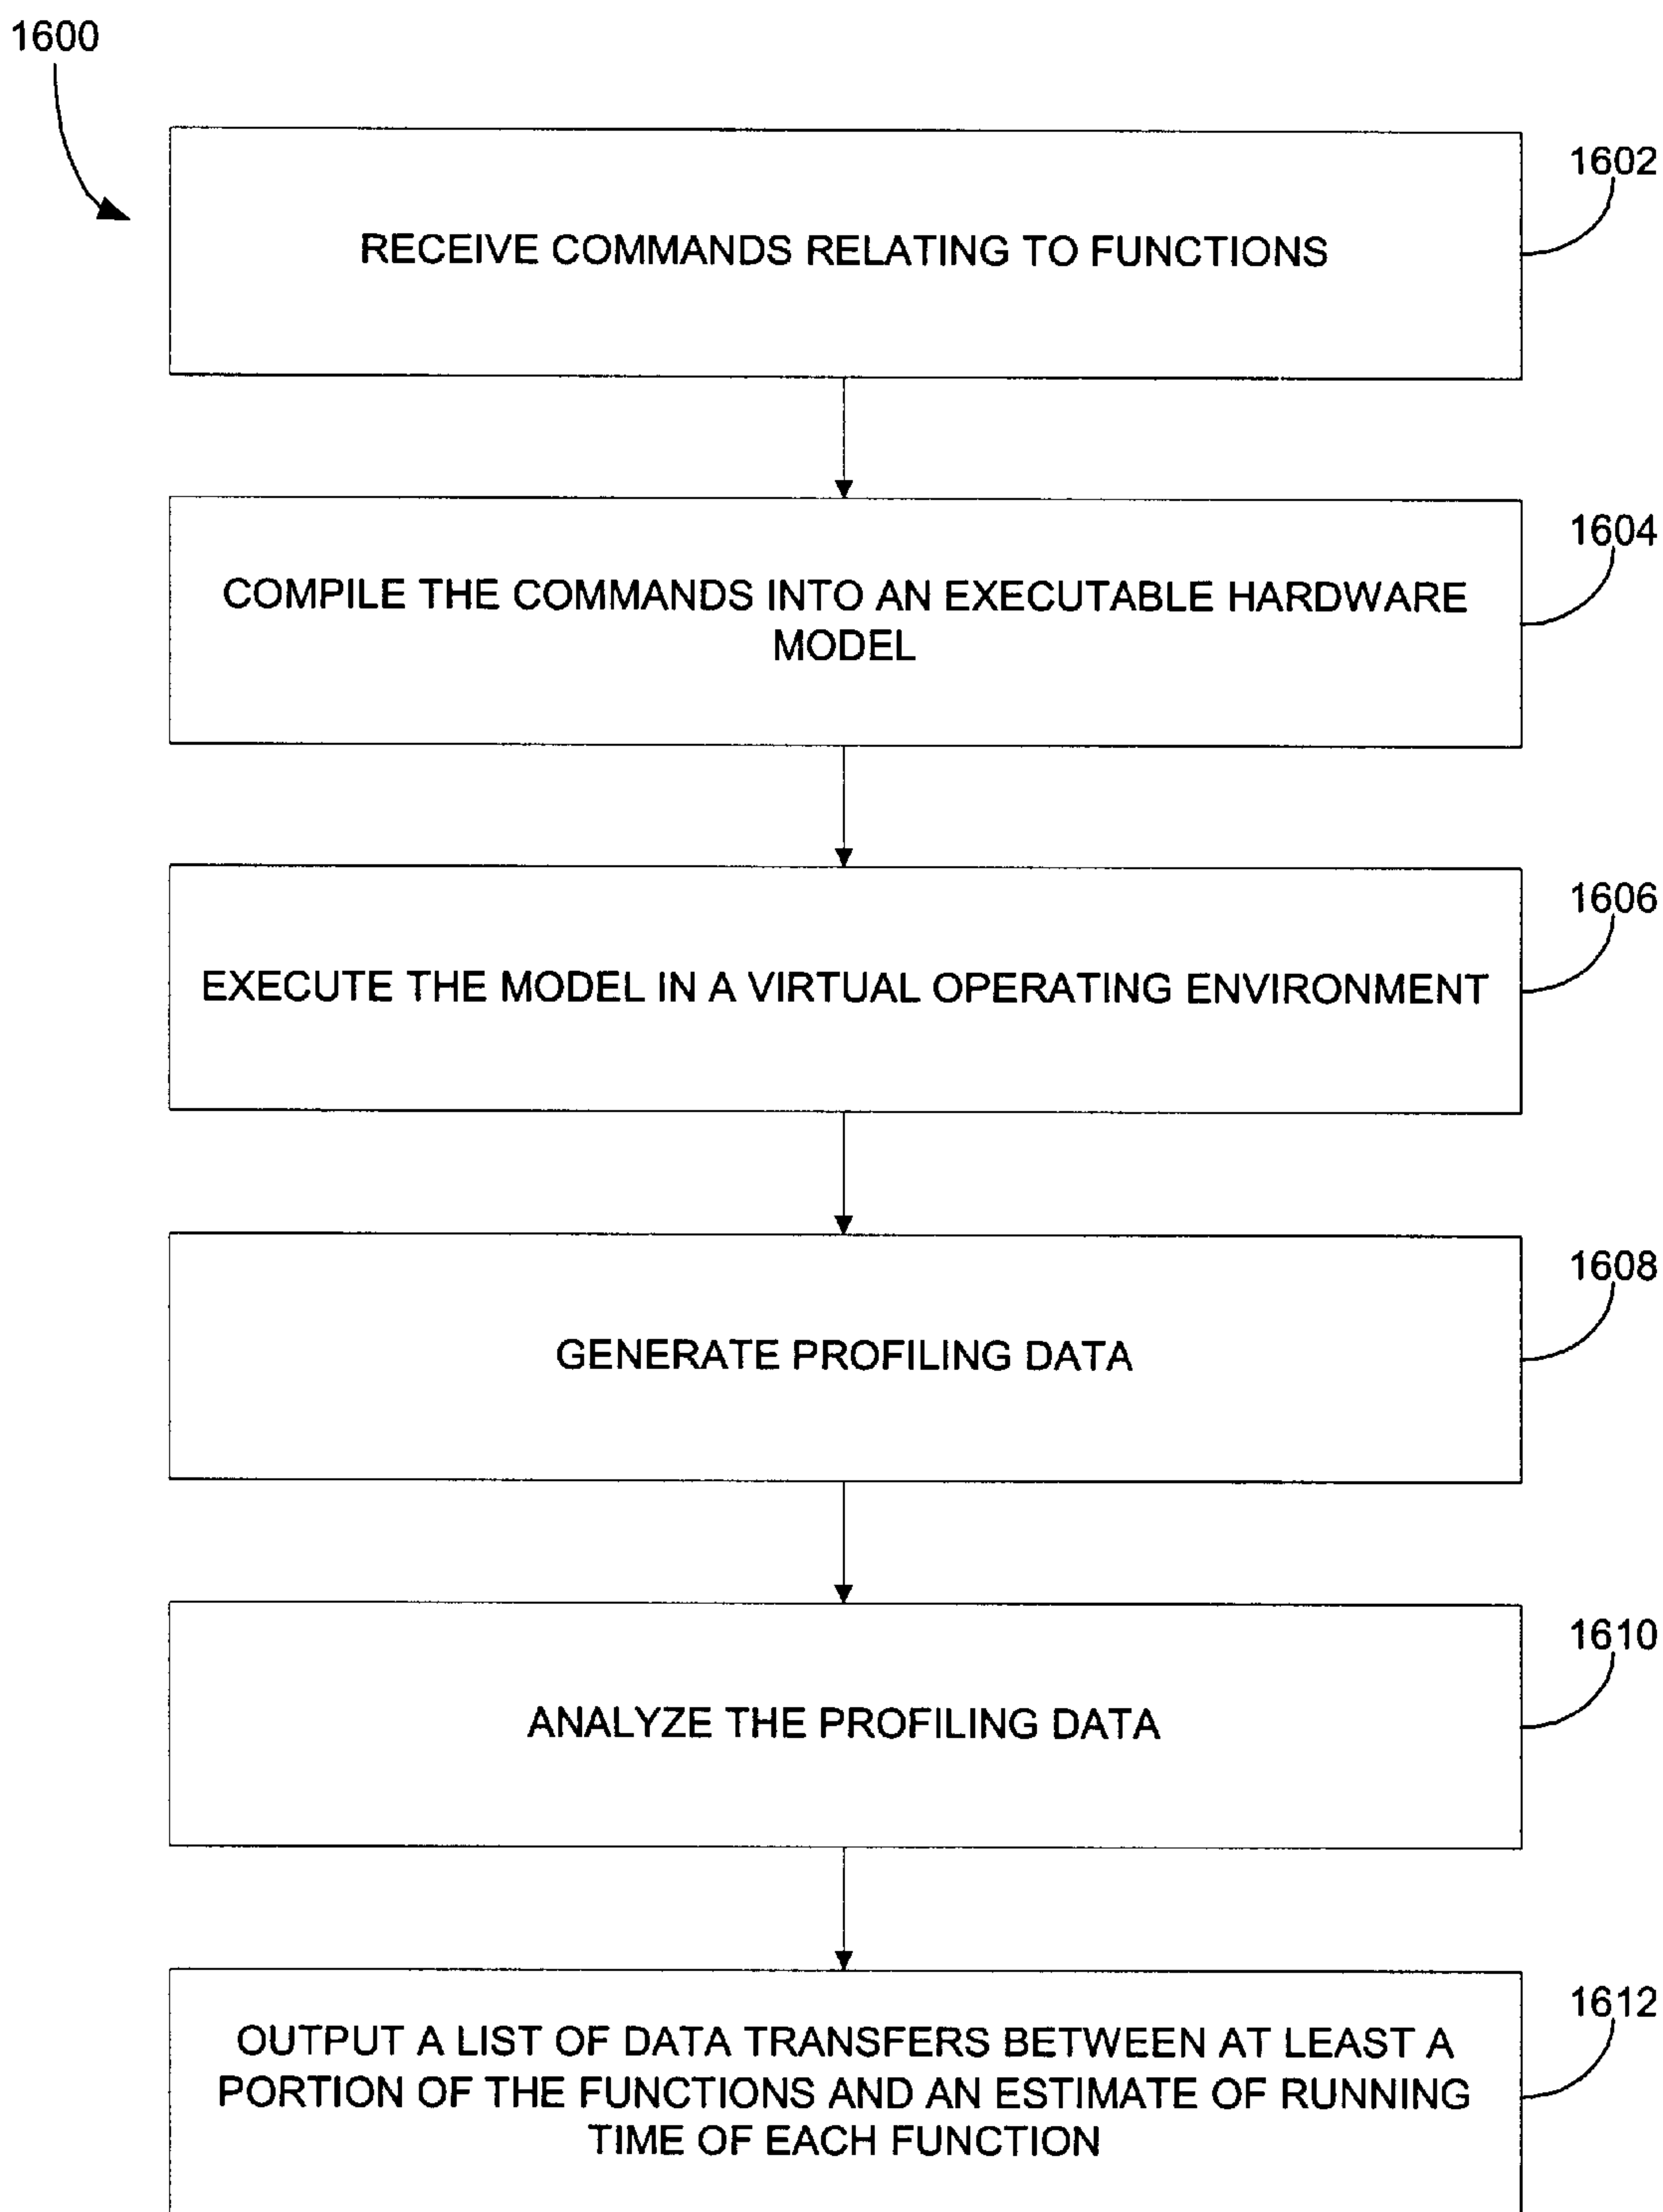 1600
1602
RECEIVE COMMANDS RELATING TO FUNCTIONS
1604
COMPILE THE COMMANDS INTO AN EXECUTABLE HARDWARE
MODEL
1606
EXECUTE THE MODEL IN A VIRTUAL OPERATING ENVIRONMENT
1608
GENERATE PROFILING DATA
1610
ANALYZE THE PROFILING DATA
1612
OUTPUT A LIST OF DATA TRANSFERS BETWEEN AT LEAST A
PORTION OF THE FUNCTIONS AND AN ESTIMATE OF RUNNING
TIME OF EACH FUNCTION